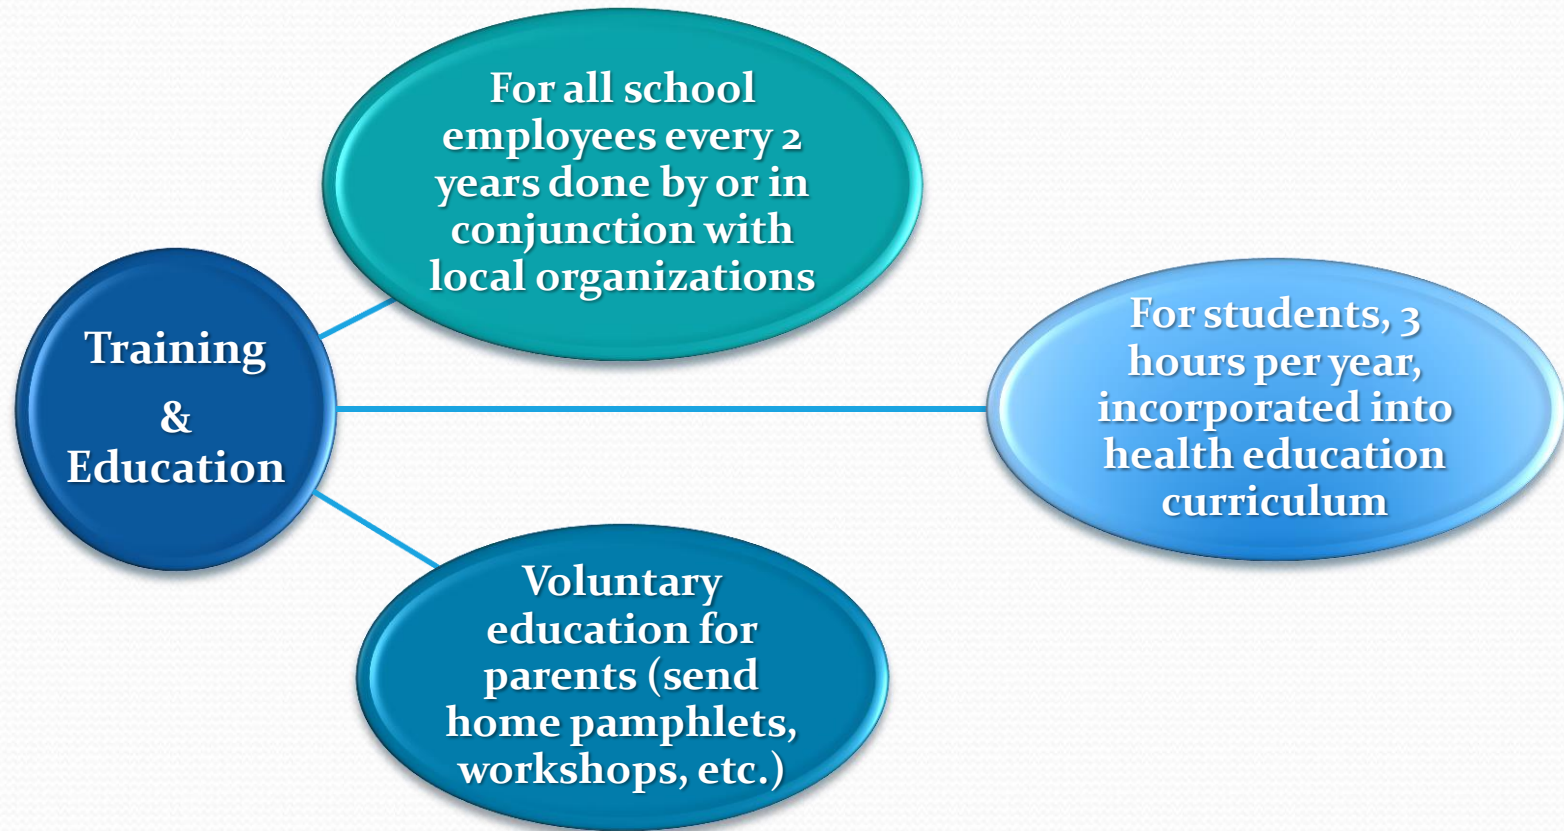 For all school
employees every 2
years done by or in
conjunction with
local organizations
Training
&
Education
For students, 3
hours per year,
incorporated into
health education
curriculum
Voluntary
education for
parents (send
home pamphlets,
workshops, etc.)